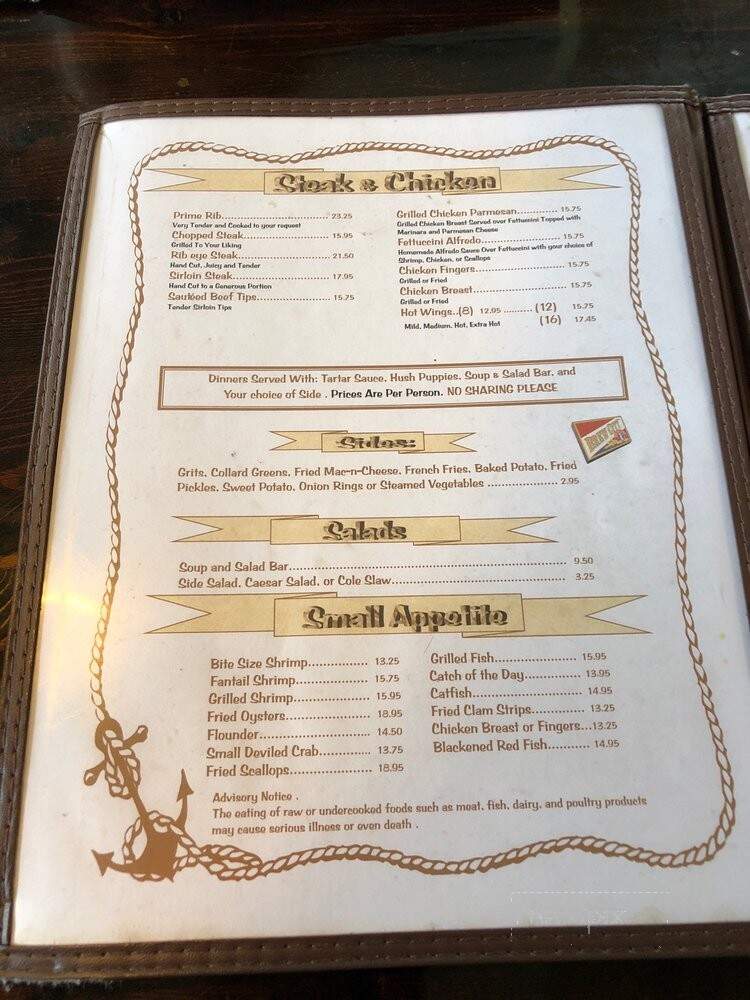 Steak & Chicken
Prime Rib.......................... 23.25
Very Tender and Cooked to your request
Chopped Steak.................... 15.95
Grilled To Your Liking
Rib eye Steak...................... 21.50
Hand Cut, Juicy and Tender
Sirloin Steak........................ 17.95
Hand Cut to a Generous Portion
Sauteed Beef Tips................ 15.75
Tender Sirloin Tips
Grilled Chicken Parmesan............ 15.75
Grilled Chicken Breast Served over Fettuccini Topped with
Marinara and Parmesan Cheese
Fettuccini Alfredo..................... 15.75
Homemade Alfredo Sauce Over Fettuccini with your choice of
Shrimp, Chicken, or Scallops
Chicken Fingers....................... 15.75
Grilled or Fried
Chicken Breast........................ 15.75
Grilled or Fried
Hot Wings..(8) 12.95 .......... (12) 15.75
Mild, Medium, Hot, Extra Hot (16) 17.45
Dinners Served With: Tartar Sauce, Hush Puppies, Soup & Salad Bar, and
Your choice of Side . Prices Are Per Person. NO SHARING PLEASE
Sides:
Grits, Collard Greens, Fried Mac-n-Cheese, French Fries, Baked Potato, Fried
Pickles, Sweet Potato, Onion Rings or Steamed Vegetables .................... 2.95
Salads
Soup and Salad Bar.................................................................. 9.50
Side Salad, Caesar Salad, or Cole Slaw.......................................... 3.25
Small Appetite
Bite Size Shrimp................ 13.25
Fantail Shrimp................... 15.75
Grilled Shrimp................... 15.95
Fried Oysters..................... 18.95
Flounder........................... 14.50
Small Deviled Crab............. 13.75
Fried Scallops.................... 18.95
Grilled Fish..................... 15.95
Catch of the Day.............. 13.95
Catfish............................ 14.95
Fried Clam Strips.............. 13.25
Chicken Breast or Fingers...13.25
Blackened Red Fish........... 14.95
Advisory Notice .
The eating of raw or undercooked foods such as meat, fish, dairy, and poultry products
may cause serious illness or even death .